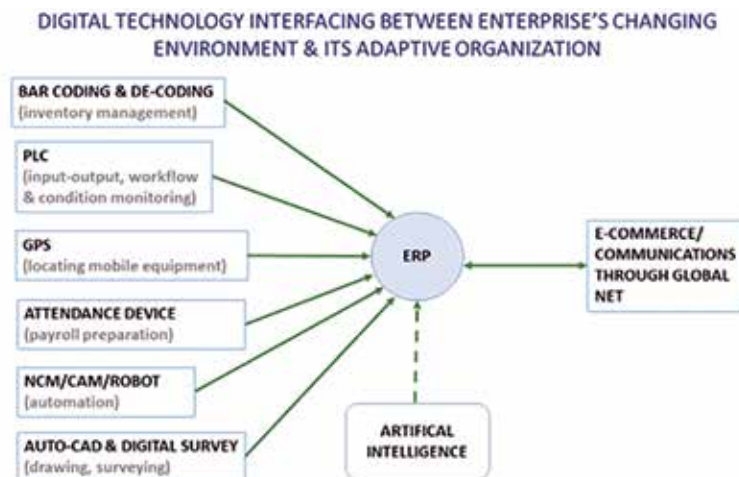 DIGITAL TECHNOLOGY INTERFACING BETWEEN ENTERPRISE'S CHANGING
ENVIRONMENT & ITS ADAPTIVE ORGANIZATION
BAR CODING & DE-CODING
(inventory management)
PLC
(input-output, workflow
& condition monitoring)
GPS
(locating mobile equipment)
ATTENDANCE DEVICE
(payroll preparation)
NCM/CAM/ROBOT
(automation)
AUTO-CAD & DIGITAL SURVEY
(drawing, surveying)
ERP
E-COMMERCE/
COMMUNICATIONS
THROUGH GLOBAL
NET
ARTIFICAL
INTELLIGENCE